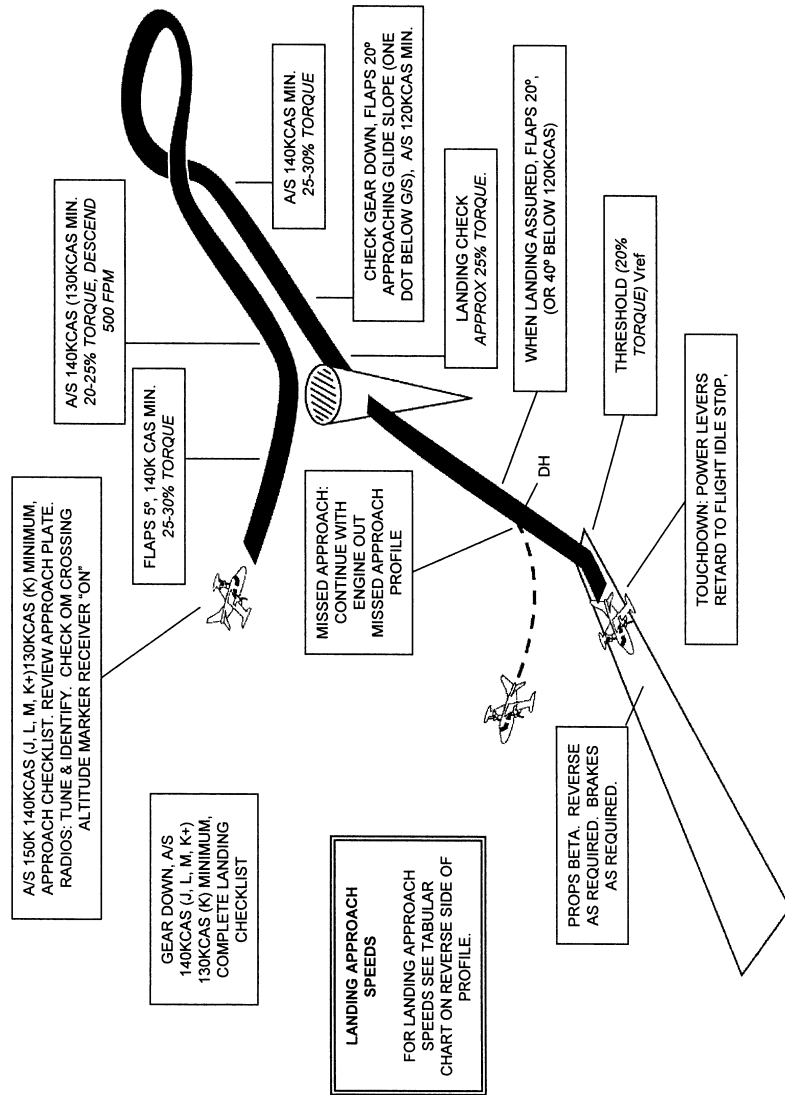 A/S 150K 140KCAS (J, L, M, K+)130KCAS (K) MINIMUM,
APPROACH CHECKLIST. REVIEW APPROACH PLATE.
RADIOS: TUNE & IDENTIFY. CHECK OM CROSSING
ALTITUDE MARKER RECEIVER "ON"
FLAPS 5º, 140K CAS MIN.
25-30% TORQUE
A/S 140KCAS (130KCAS MIN.
20-25% TORQUE, DESCEND
500 FPM
A/S 140KCAS MIN.
25-30% TORQUE
CHECK GEAR DOWN, FLAPS 20º
APPROACHING GLIDE SLOPE (ONE
DOT BELOW G/S), A/S 120KCAS MIN.
LANDING CHECK
APPROX 25% TORQUE.
WHEN LANDING ASSURED, FLAPS 20º,
(OR 40º BELOW 120KCAS)
THRESHOLD (20%
TORQUE) Vref
TOUCHDOWN: POWER LEVERS
RETARD TO FLIGHT IDLE STOP,
GEAR DOWN, A/S
140KCAS (J, L, M, K+)
130KCAS (K) MINIMUM,
COMPLETE LANDING
CHECKLIST
MISSED APPROACH:
CONTINUE WITH
ENGINE OUT
MISSED APPROACH
PROFILE
DH
LANDING APPROACH
SPEEDS
FOR LANDING APPROACH
SPEEDS SEE TABULAR
CHART ON REVERSE SIDE OF
PROFILE.
PROPS BETA. REVERSE
AS REQUIRED. BRAKES
AS REQUIRED.